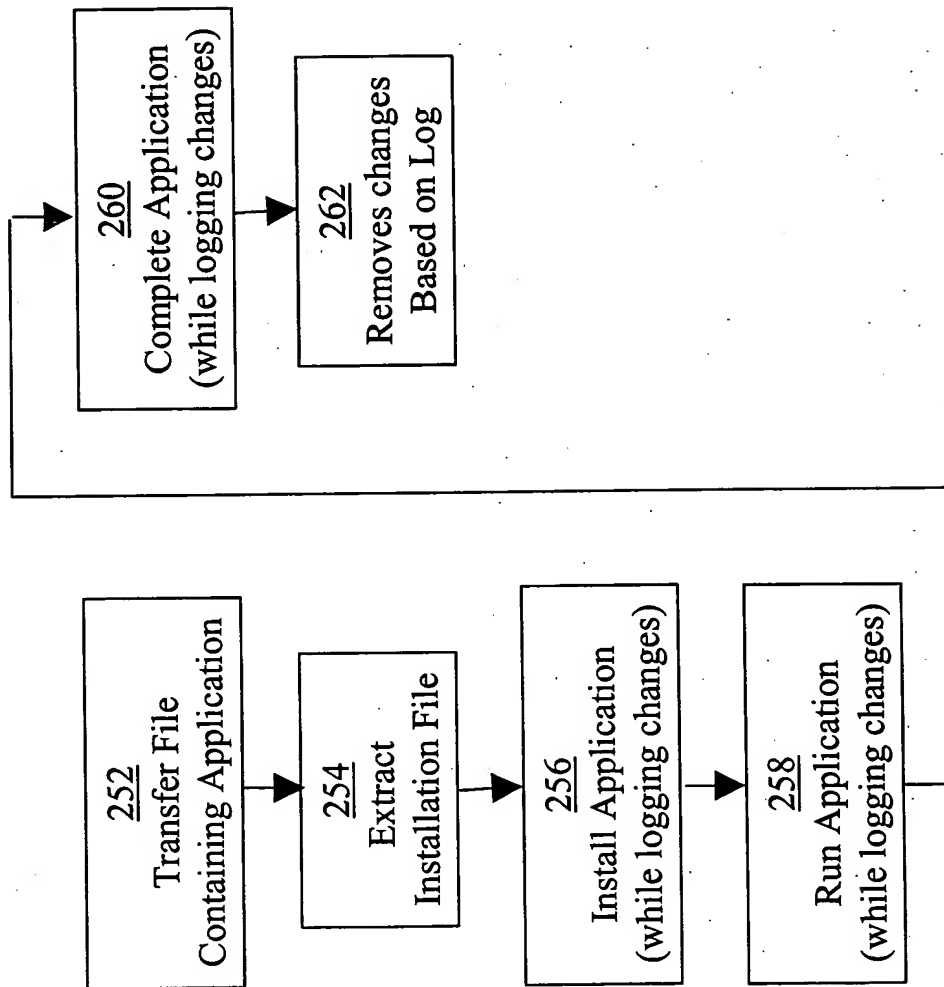 252
Transfer File
Containing Application
254
Extract
Installation File
256
Install Application
(while logging changes)
258
Run Application
(while logging changes)
260
Complete Application
(while logging changes)
262
Removes changes
Based on Log